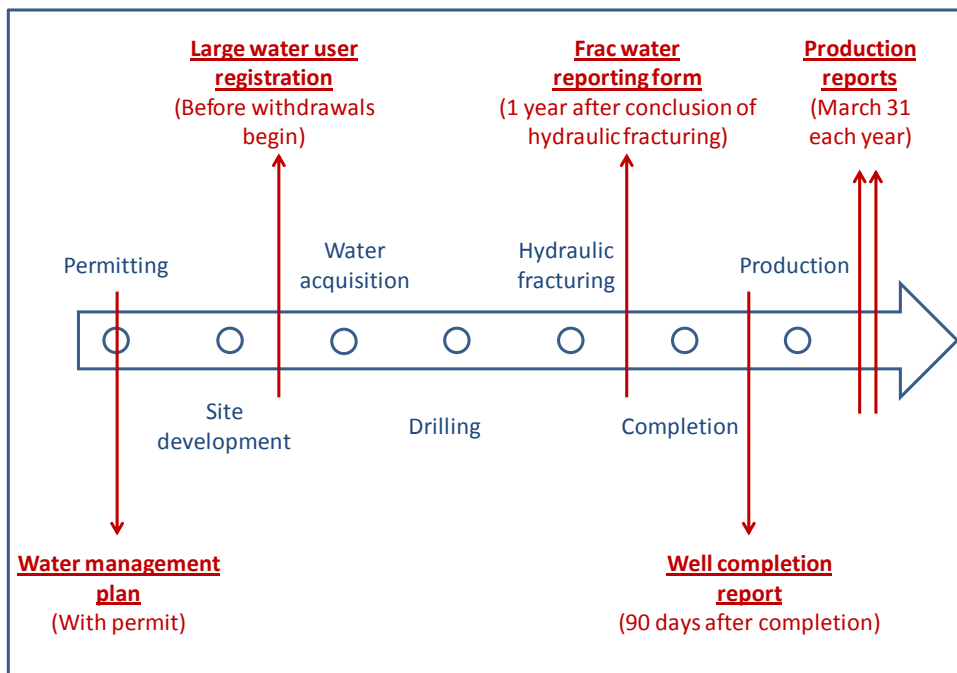 Large water user
registration
(Before withdrawals
begin)
Frac water
reporting form
(1 year after conclusion of
hydraulic fracturing)
Production
reports
(March 31
each year)
Permitting
Water
acquisition
Hydraulic
fracturing
Production
Site
development
Drilling
Completion
Water management
plan
(With permit)
Well completion
report
(90 days after completion)